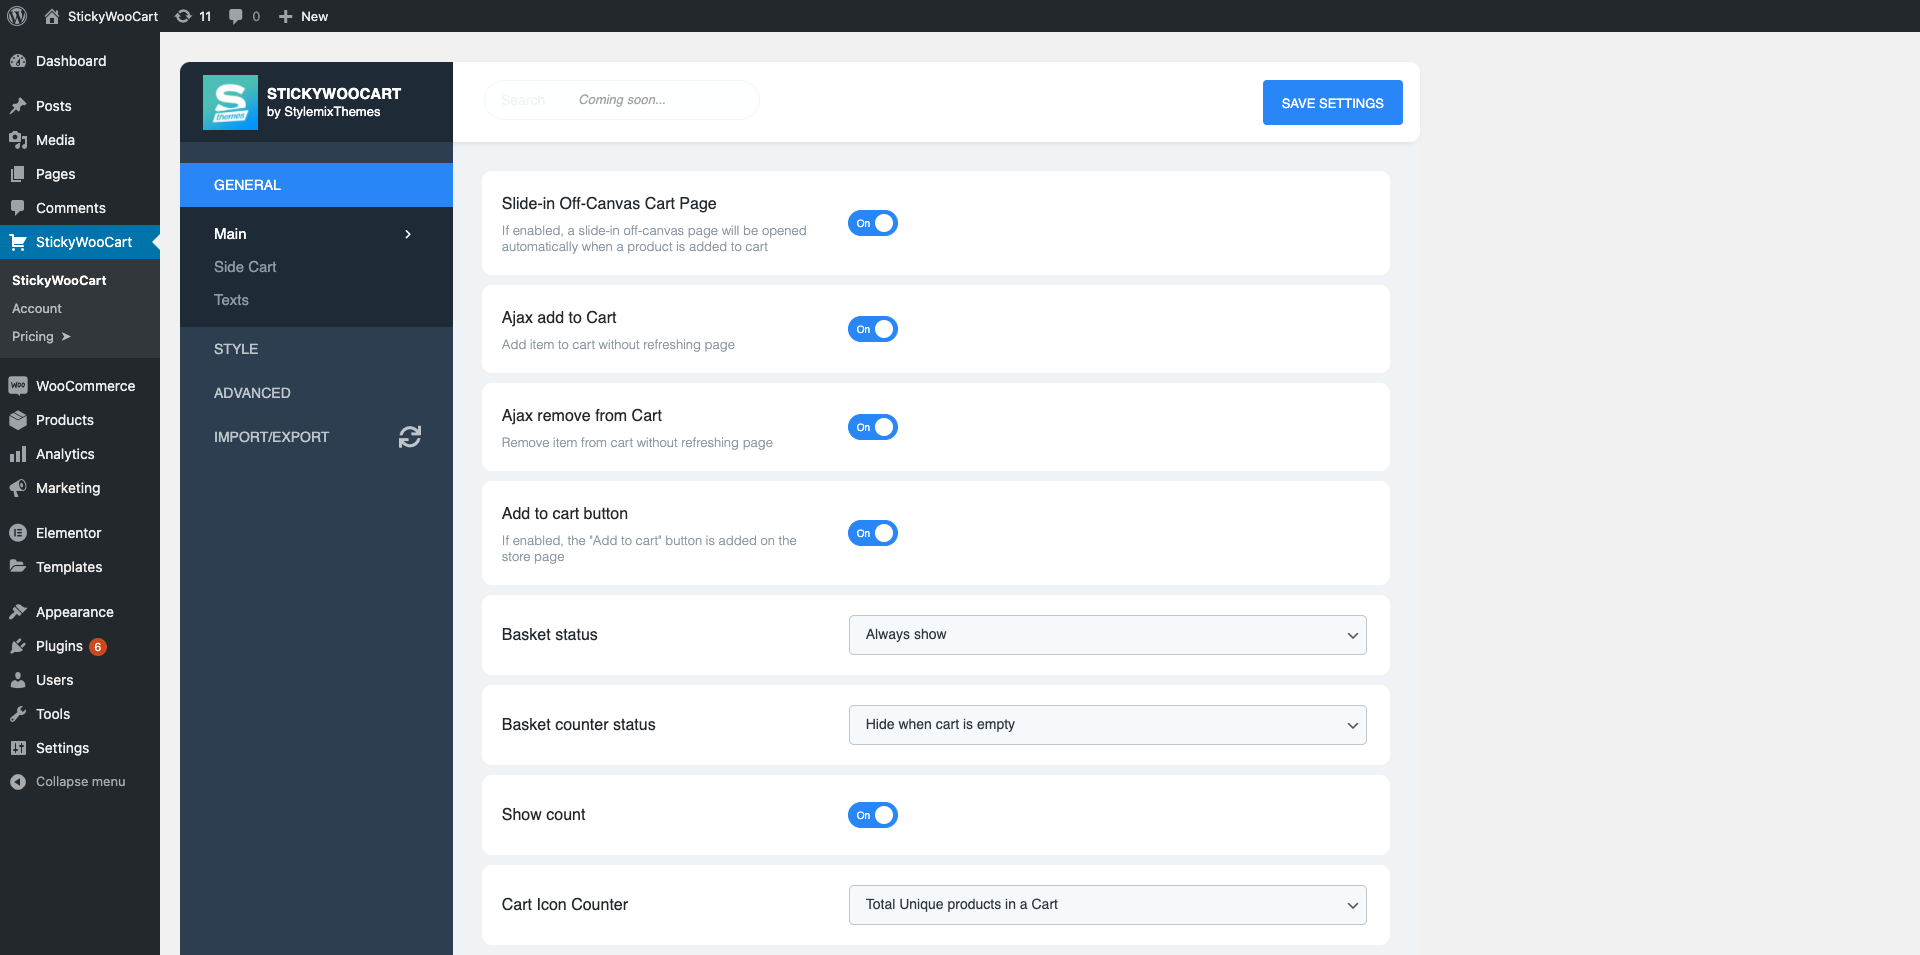 StickyWooCart
11
0
New
Dashboard
Posts
Media
Pages
Comments
StickyWooCart
StickyWooCart
Account
Pricing ➤
WooCommerce
Products
Analytics
Marketing
Elementor
Templates
Appearance
Plugins 6
Users
Tools
Settings
Collapse menu
S
themes
STICKYWOOCART
by StylemixThemes
GENERAL
Main
Side Cart
Texts
STYLE
ADVANCED
IMPORT/EXPORT
Search Coming soon...
SAVE SETTINGS
Slide-in Off-Canvas Cart Page
If enabled, a slide-in off-canvas page will be opened
automatically when a product is added to cart
On
Ajax add to Cart
Add item to cart without refreshing page
On
Ajax remove from Cart
Remove item from cart without refreshing page
On
Add to cart button
If enabled, the "Add to cart" button is added on the
store page
On
Basket status
Always show
Basket counter status
Hide when cart is empty
Show count
On
Cart Icon Counter
Total Unique products in a Cart